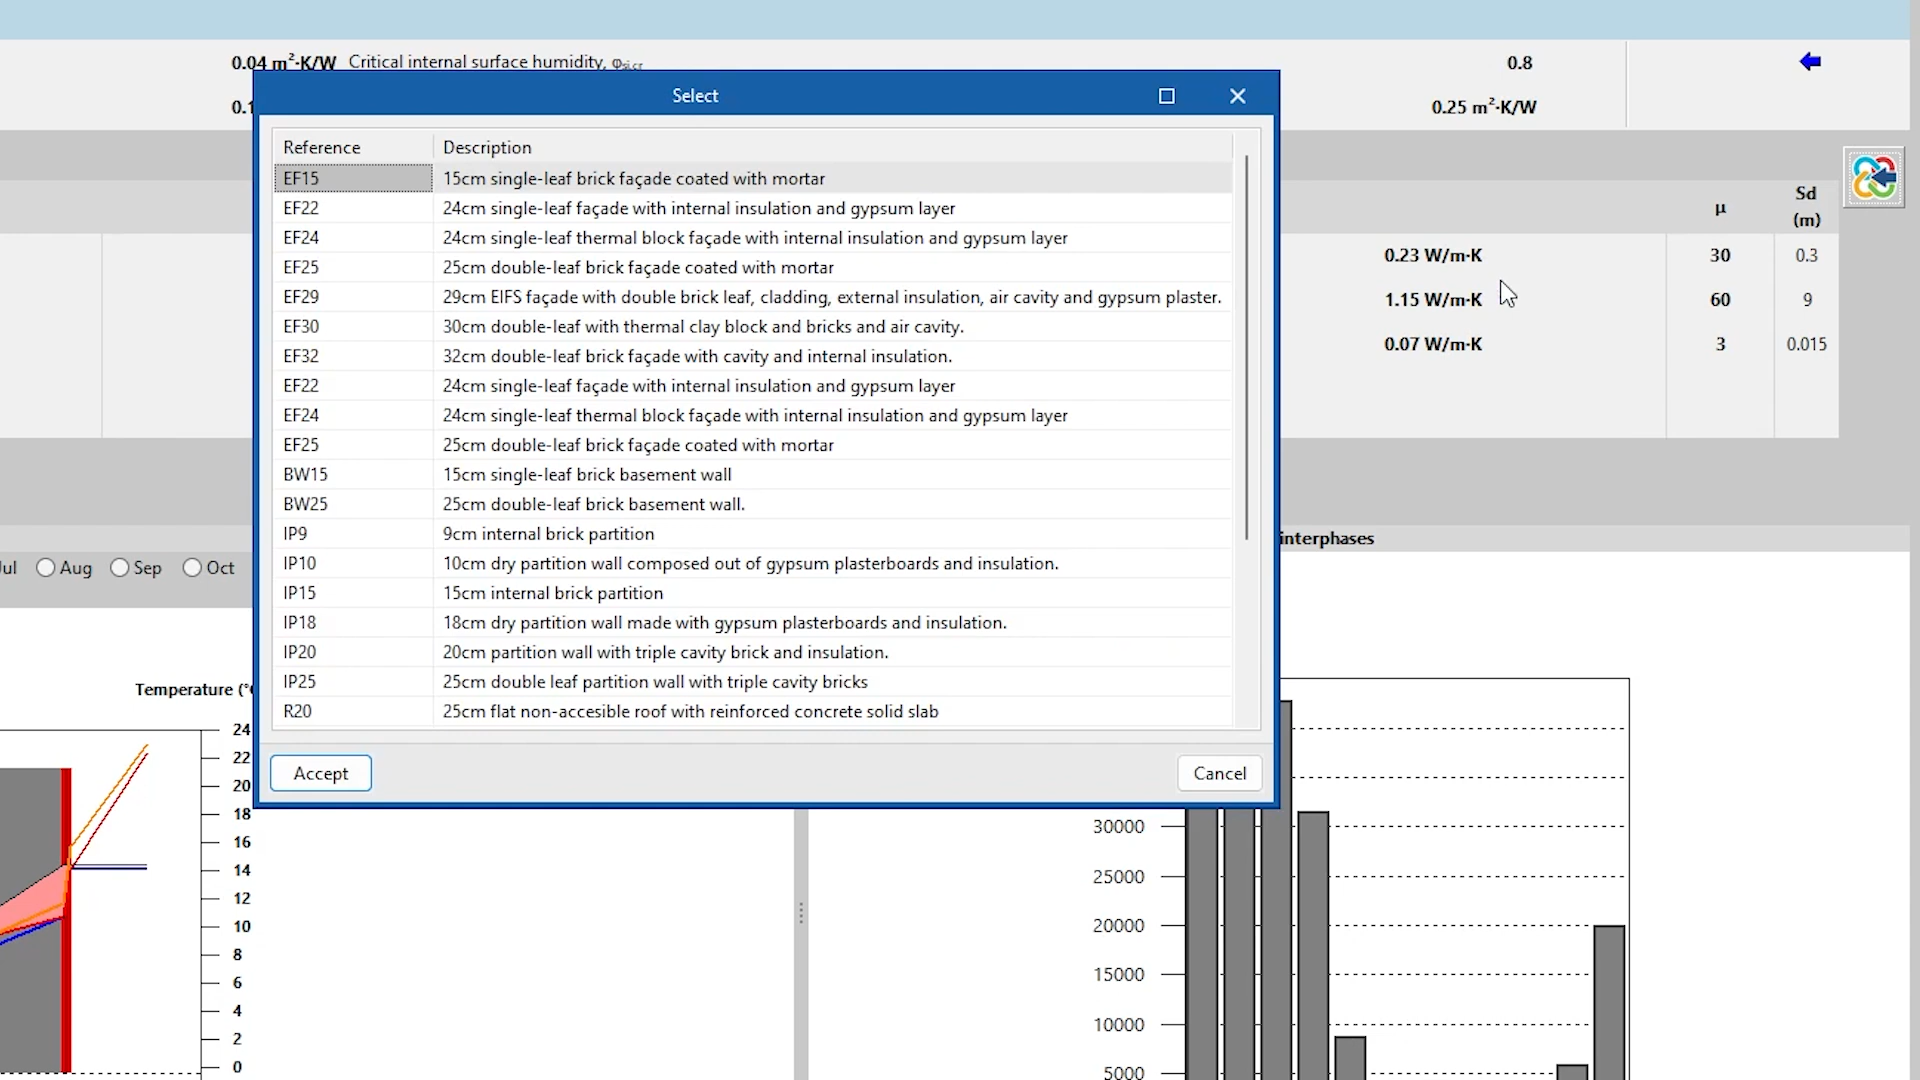 0.04 m²·K/W Critical internal surface humidity, φsi,cr 0.8
0.1 0.25 m²·K/W
Select
Reference Description
EF15 15cm single-leaf brick façade coated with mortar
EF22 24cm single-leaf façade with internal insulation and gypsum layer
EF24 24cm single-leaf thermal block façade with internal insulation and gypsum layer
EF25 25cm double-leaf brick façade coated with mortar
EF29 29cm EIFS façade with double brick leaf, cladding, external insulation, air cavity and gypsum plaster.
EF30 30cm double-leaf with thermal clay block and bricks and air cavity.
EF32 32cm double-leaf brick façade with cavity and internal insulation.
EF22 24cm single-leaf façade with internal insulation and gypsum layer
EF24 24cm single-leaf thermal block façade with internal insulation and gypsum layer
EF25 25cm double-leaf brick façade coated with mortar
BW15 15cm single-leaf brick basement wall
BW25 25cm double-leaf brick basement wall.
IP9 9cm internal brick partition
IP10 10cm dry partition wall composed out of gypsum plasterboards and insulation.
IP15 15cm internal brick partition
IP18 18cm dry partition wall made with gypsum plasterboards and insulation.
IP20 20cm partition wall with triple cavity brick and insulation.
IP25 25cm double leaf partition wall with triple cavity bricks
R20 25cm flat non-accesible roof with reinforced concrete solid slab
Accept Cancel
μ Sd
(m)
0.23 W/m·K 30 0.3
1.15 W/m·K 60 9
0.07 W/m·K 3 0.015
interphases
ul Aug Sep Oct
Temperature (°
24
22
20
18
16
14
12
10
8
6
4
2
0
30000
25000
20000
15000
10000
5000